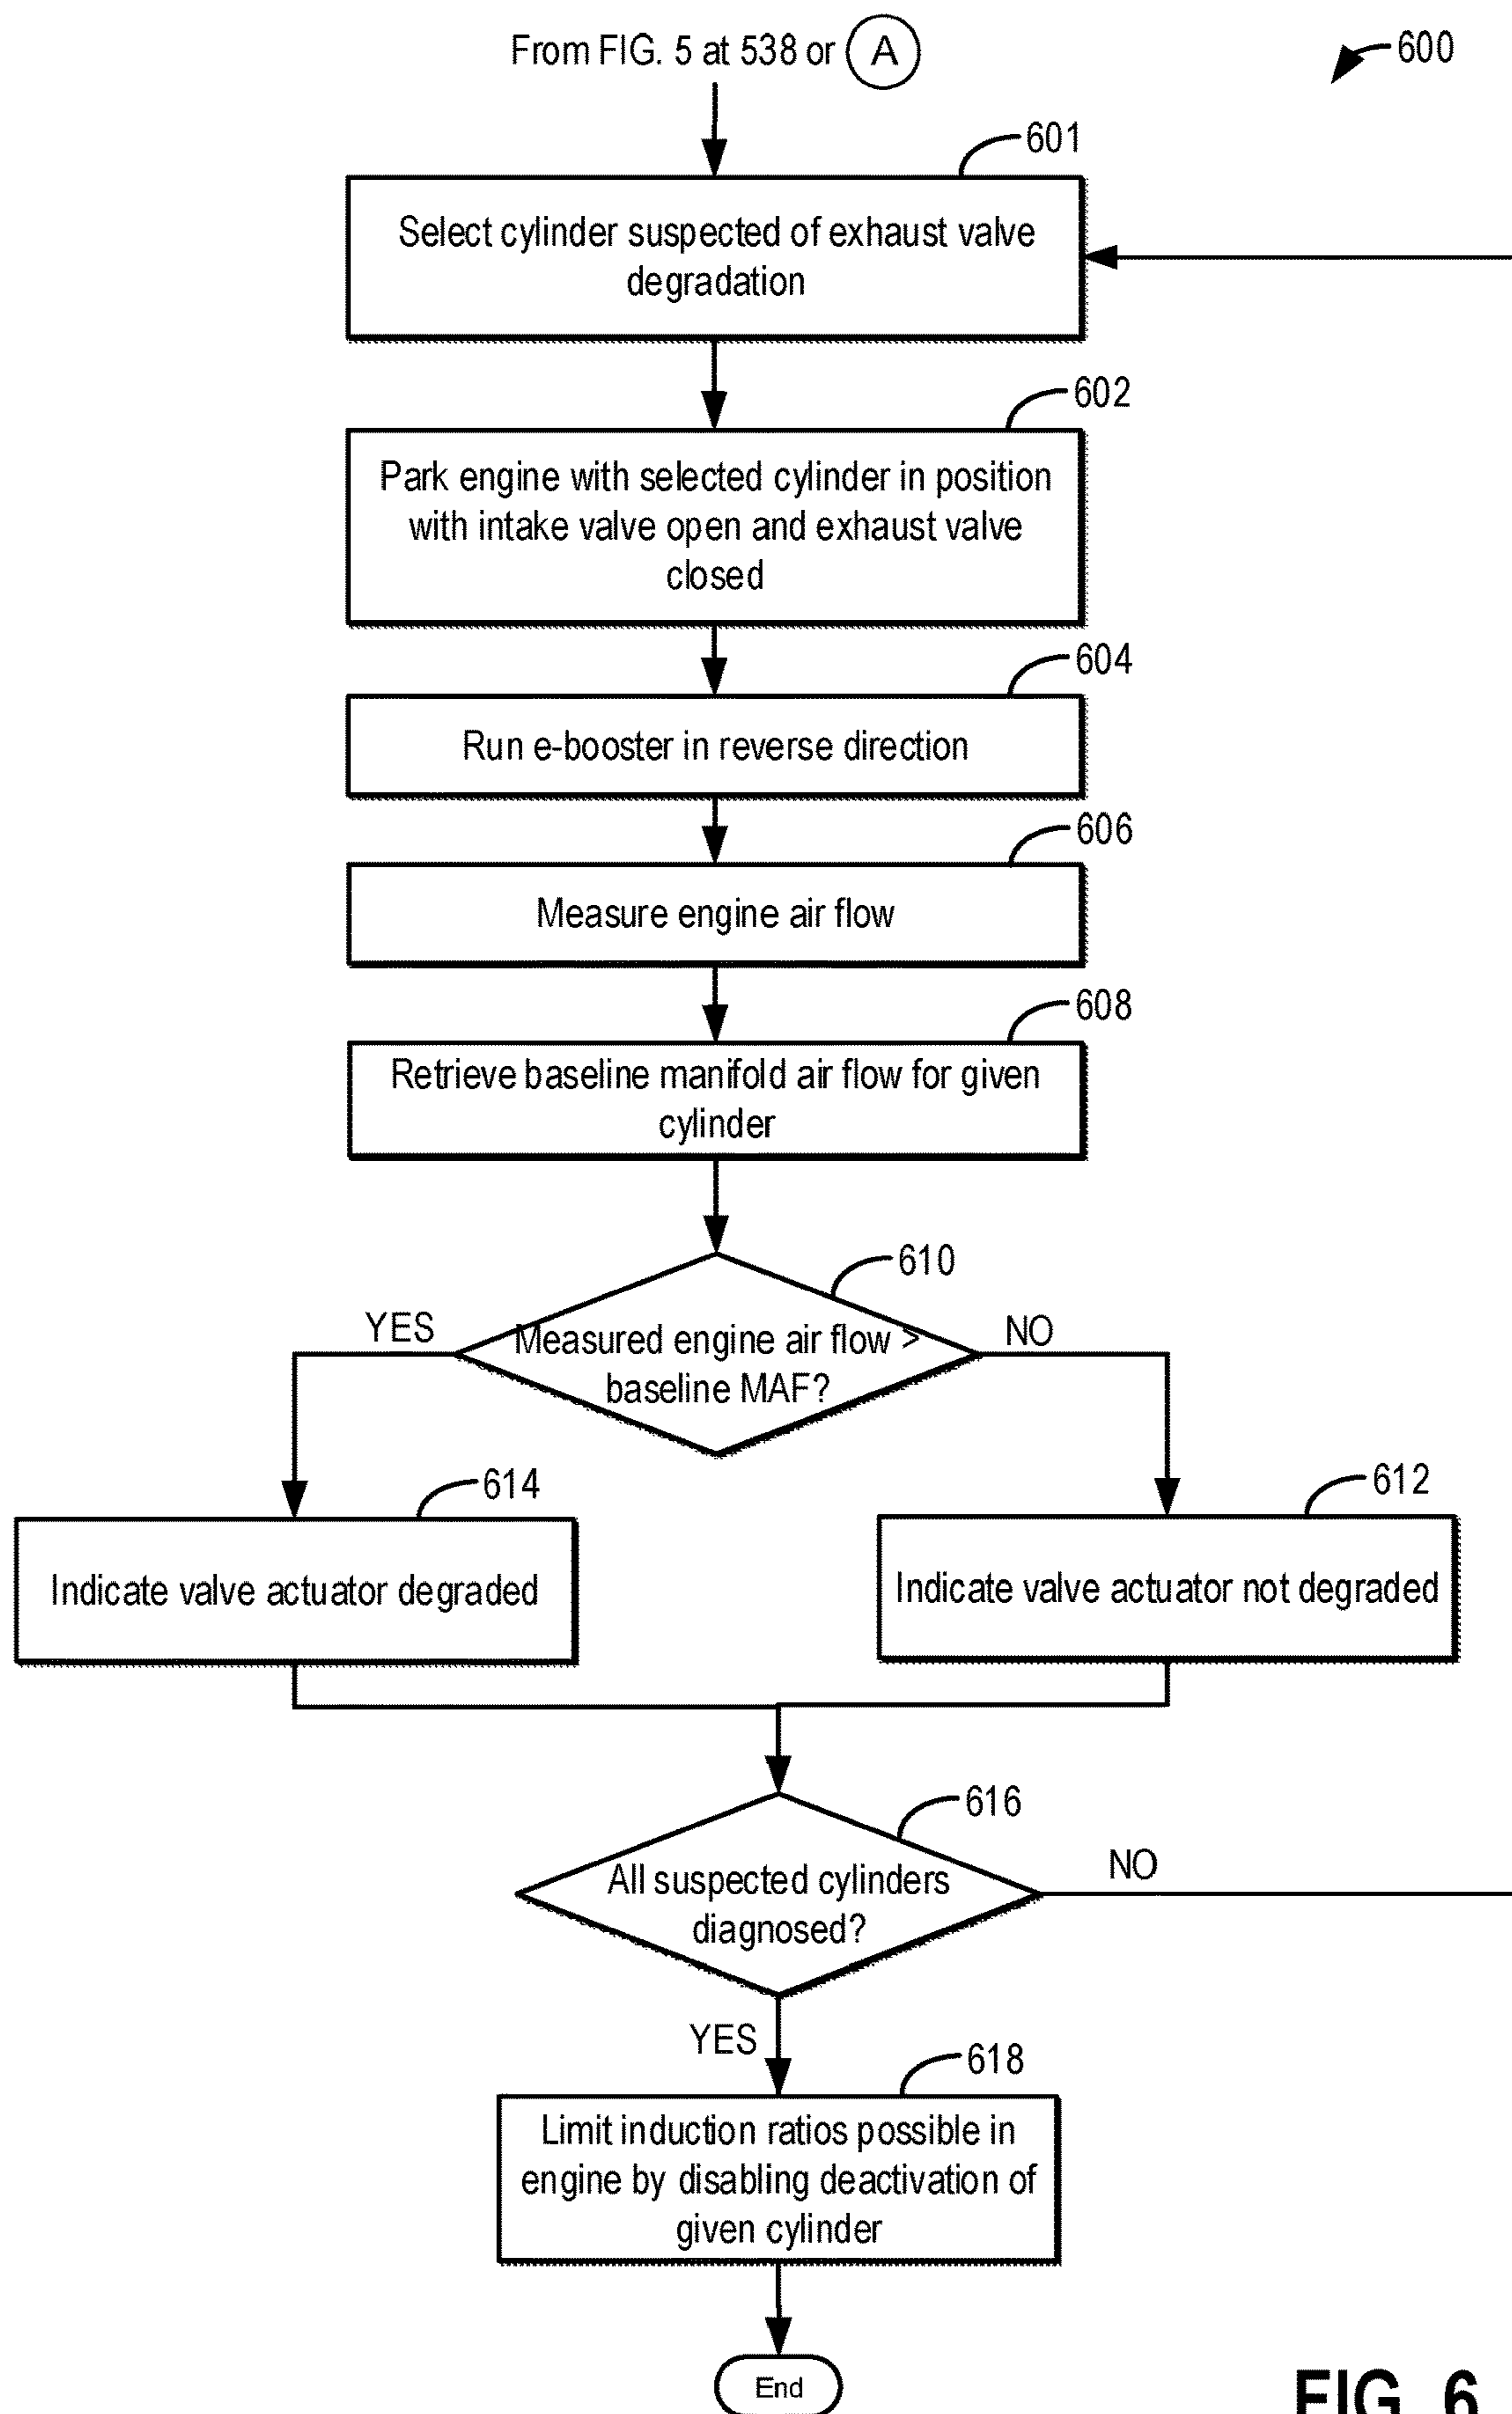 From FIG. 5 at 538 or A
600
601
Select cylinder suspected of exhaust valve
degradation
602
Park engine with selected cylinder in position
with intake valve open and exhaust valve
closed
604
Run e-booster in reverse direction
606
Measure engine air flow
608
Retrieve baseline manifold air flow for given
cylinder
610
YES
NO
Measured engine air flow >
baseline MAF?
614
612
Indicate valve actuator degraded
Indicate valve actuator not degraded
616
All suspected cylinders
diagnosed?
NO
YES
618
Limit induction ratios possible in
engine by disabling deactivation of
given cylinder
End
FIG. 6